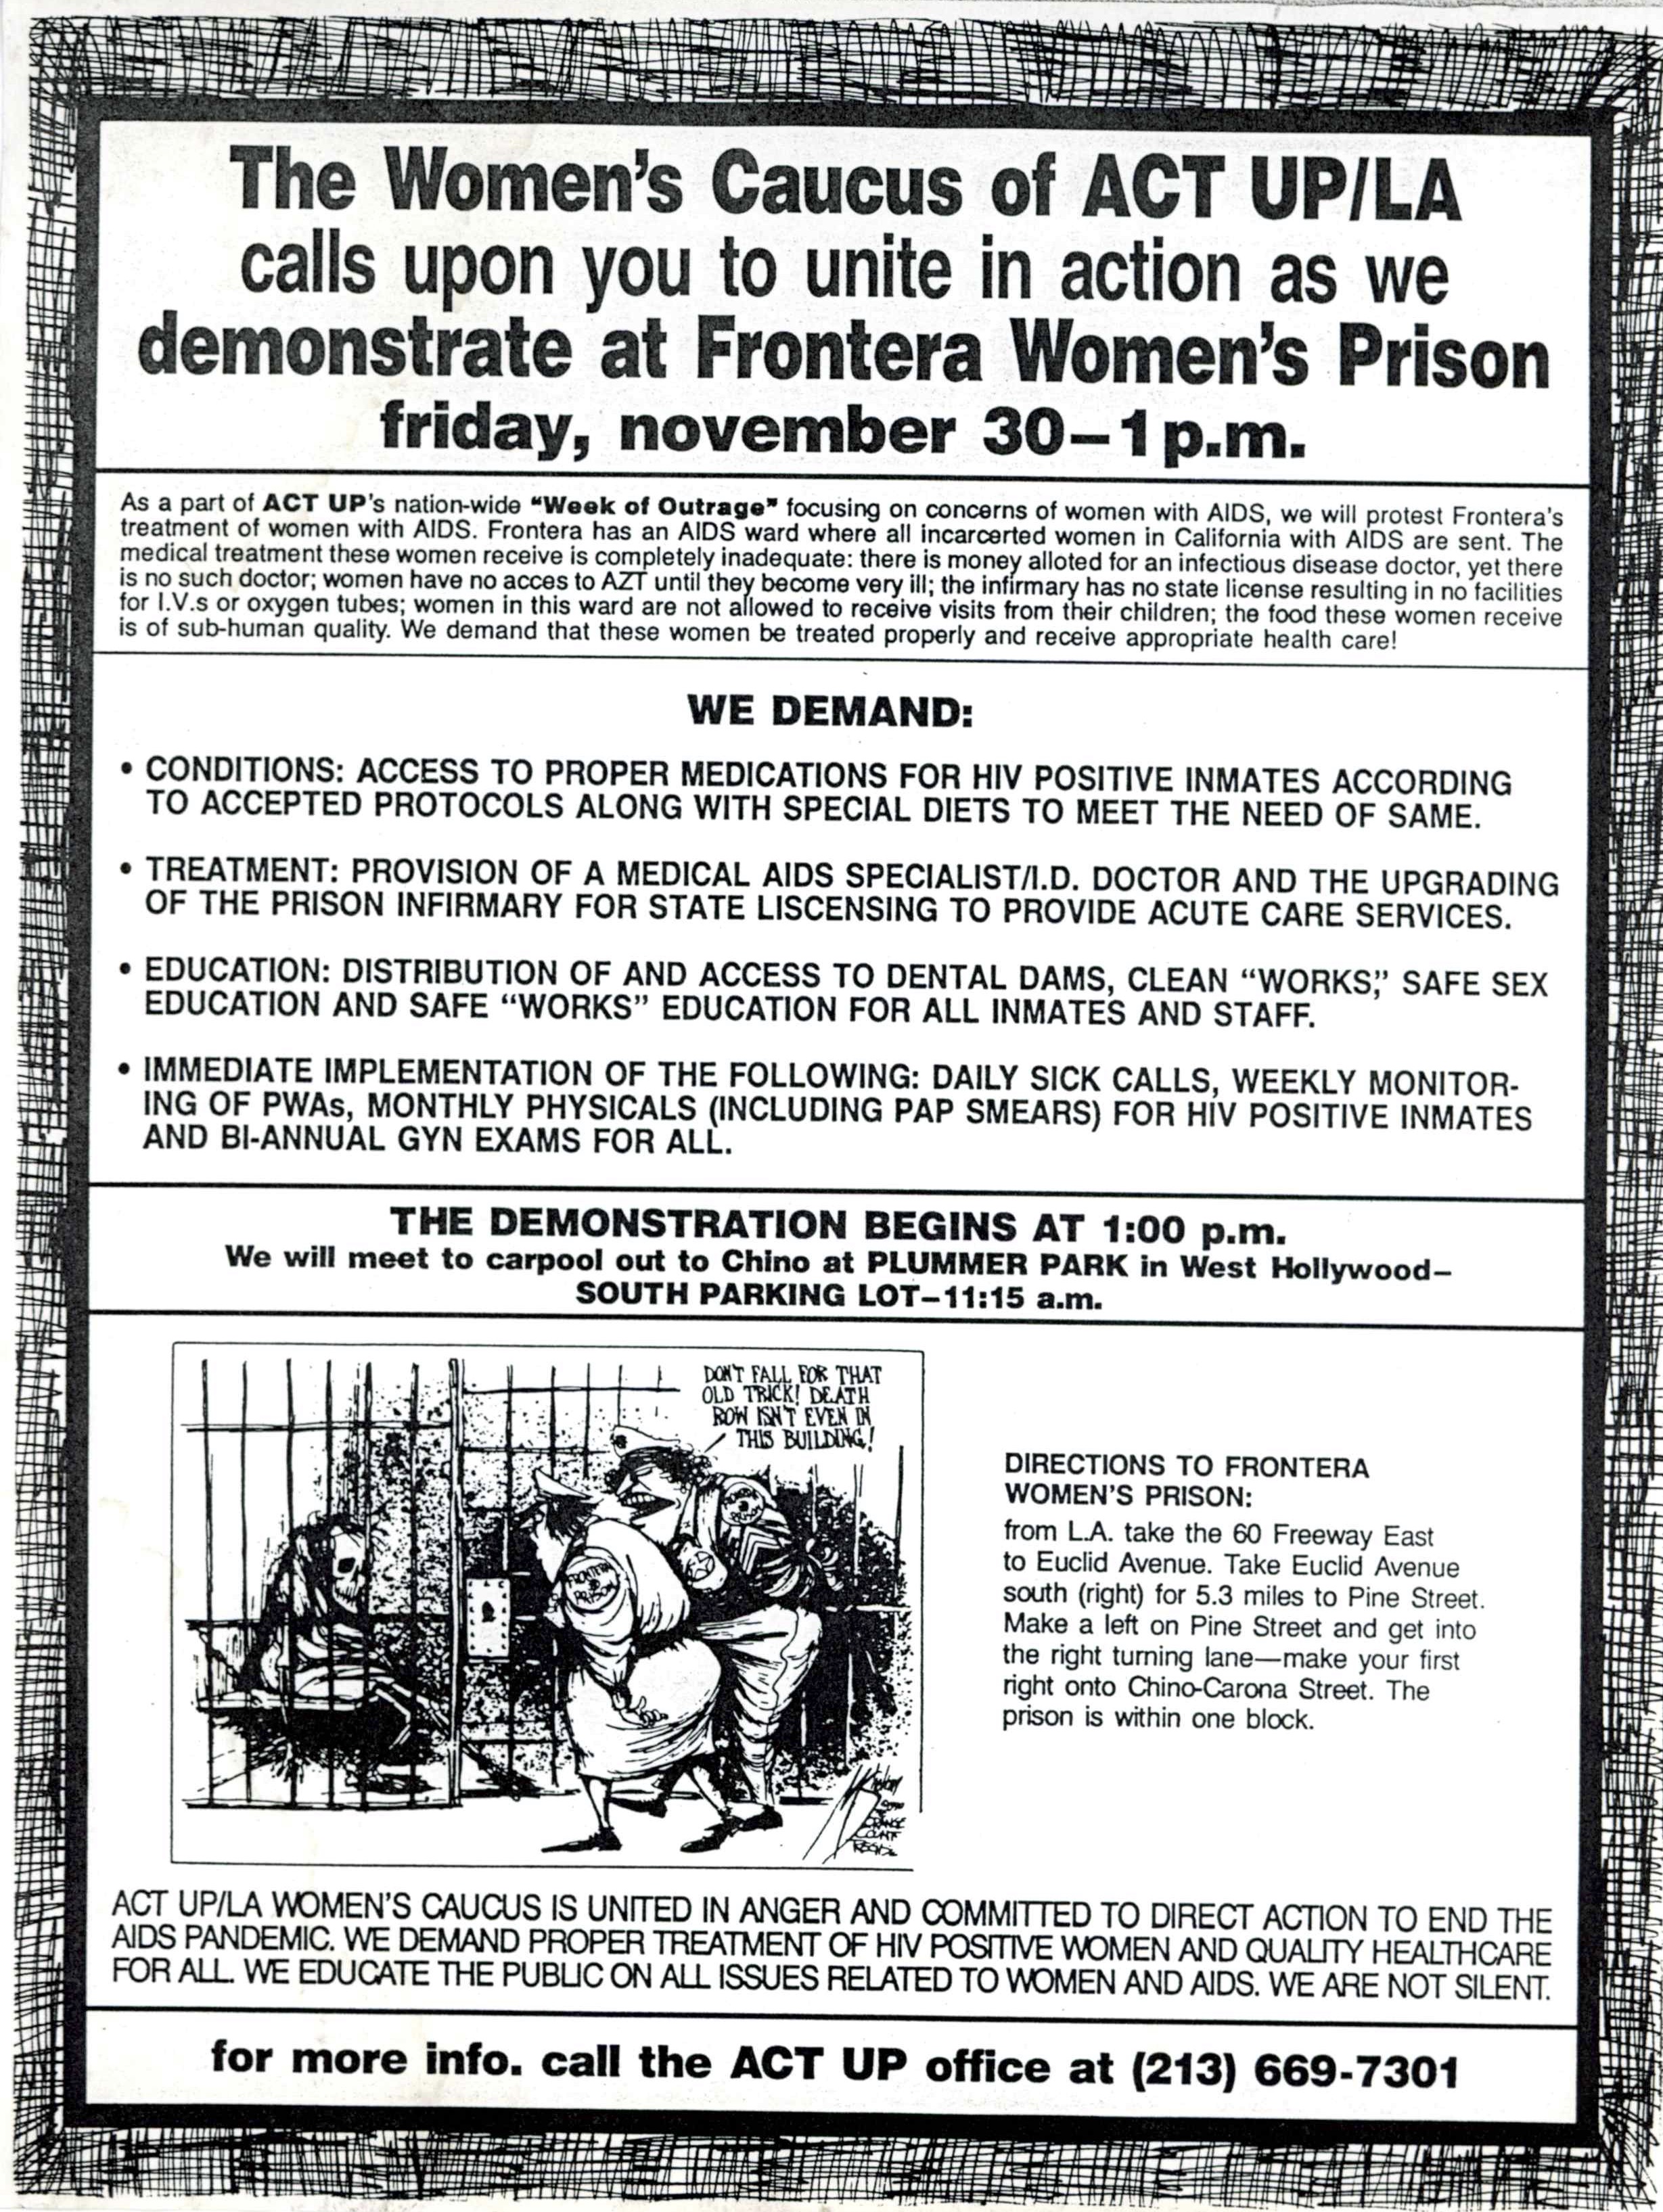 The Women's Caucus of ACT UP/LA
calls upon you to unite in action as we
demonstrate at Frontera Women's Prison
friday, november 30–1 p.m.
As a part of ACT UP's nation-wide "Week of Outrage" focusing on concerns of women with AIDS, we will protest Frontera's
treatment of women with AIDS. Frontera has an AIDS ward where all incarcerted women in California with AIDS are sent. The
medical treatment these women receive is completely inadequate: there is money alloted for an infectious disease doctor, yet there
is no such doctor; women have no acces to AZT until they become very ill; the infirmary has no state license resulting in no facilities
for I.V.s or oxygen tubes; women in this ward are not allowed to receive visits from their children; the food these women receive
is of sub-human quality. We demand that these women be treated properly and receive appropriate health care!
WE DEMAND:
• CONDITIONS: ACCESS TO PROPER MEDICATIONS FOR HIV POSITIVE INMATES ACCORDING
TO ACCEPTED PROTOCOLS ALONG WITH SPECIAL DIETS TO MEET THE NEED OF SAME.
• TREATMENT: PROVISION OF A MEDICAL AIDS SPECIALIST/I.D. DOCTOR AND THE UPGRADING
OF THE PRISON INFIRMARY FOR STATE LISCENSING TO PROVIDE ACUTE CARE SERVICES.
• EDUCATION: DISTRIBUTION OF AND ACCESS TO DENTAL DAMS, CLEAN "WORKS," SAFE SEX
EDUCATION AND SAFE "WORKS" EDUCATION FOR ALL INMATES AND STAFF.
• IMMEDIATE IMPLEMENTATION OF THE FOLLOWING: DAILY SICK CALLS, WEEKLY MONITOR-
ING OF PWAs, MONTHLY PHYSICALS (INCLUDING PAP SMEARS) FOR HIV POSITIVE INMATES
AND BI-ANNUAL GYN EXAMS FOR ALL.
THE DEMONSTRATION BEGINS AT 1:00 p.m.
We will meet to carpool out to Chino at PLUMMER PARK in West Hollywood–
SOUTH PARKING LOT–11:15 a.m.
DON'T FALL FOR THAT
OLD TRICK! DEATH
ROW ISN'T EVEN IN
THIS BUILDING!
FRONTERA
PRISON
ORANGE
COUNTY
DIRECTIONS TO FRONTERA
WOMEN'S PRISON:
from L.A. take the 60 Freeway East
to Euclid Avenue. Take Euclid Avenue
south (right) for 5.3 miles to Pine Street.
Make a left on Pine Street and get into
the right turning lane—make your first
right onto Chino-Carona Street. The
prison is within one block.
ACT UP/LA WOMEN'S CAUCUS IS UNITED IN ANGER AND COMMITTED TO DIRECT ACTION TO END THE
AIDS PANDEMIC. WE DEMAND PROPER TREATMENT OF HIV POSITIVE WOMEN AND QUALITY HEALTHCARE
FOR ALL. WE EDUCATE THE PUBLIC ON ALL ISSUES RELATED TO WOMEN AND AIDS. WE ARE NOT SILENT.
for more info. call the ACT UP office at (213) 669-7301